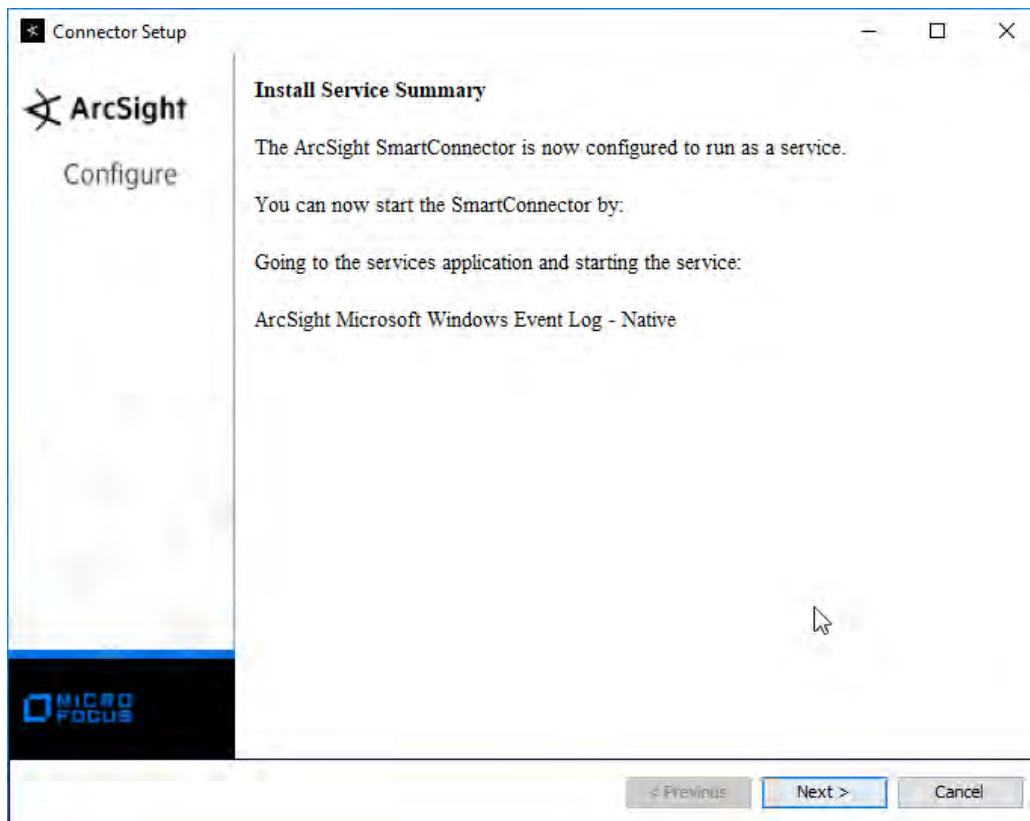 Connector Setup
ArcSight
Configure
Install Service Summary
The ArcSight SmartConnector is now configured to run as a service.
You can now start the SmartConnector by:
Going to the services application and starting the service:
ArcSight Microsoft Windows Event Log - Native
MICRO
FOCUS
< Previous
Next >
Cancel